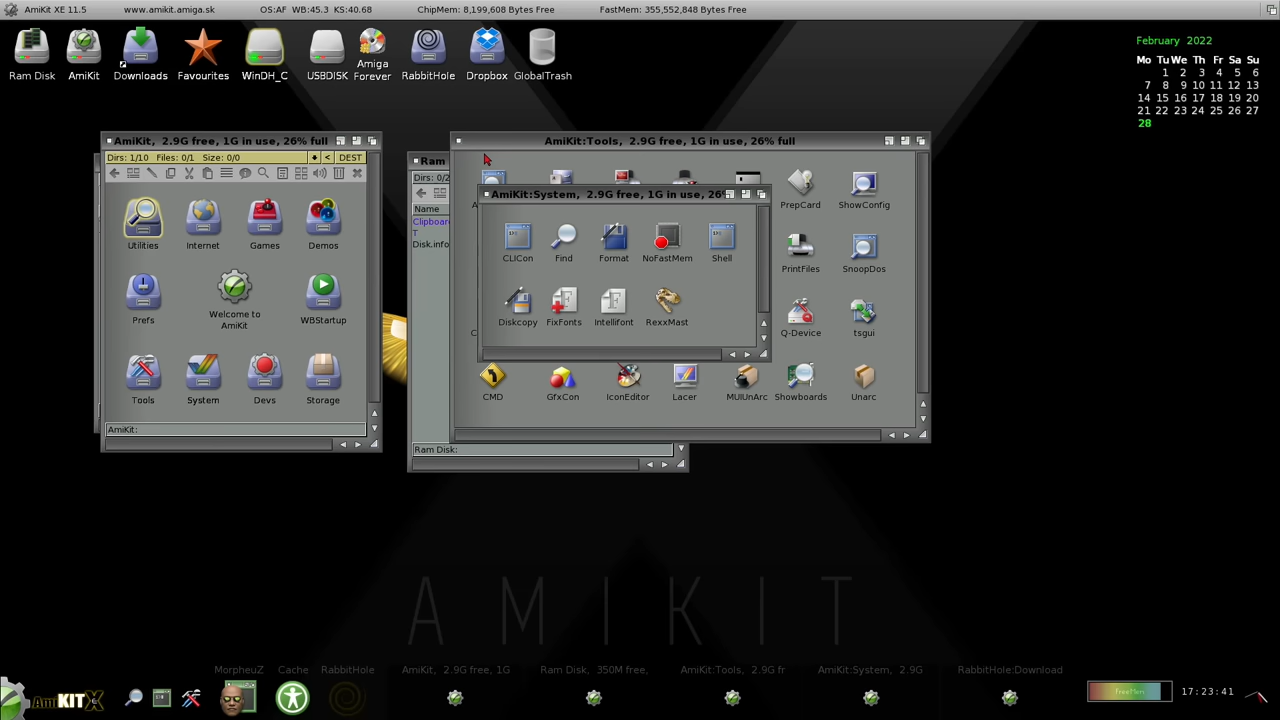 AmiKit XE 11.5 www.amikit.amiga.sk OS:AF WB:45.3 KS:40.68 ChipMem: 8,199,608 Bytes Free FastMem: 355,552,848 Bytes Free
Ram Disk AmiKit Downloads Favourites WinDH_C USBDISK Amiga Forever RabbitHole Dropbox GlobalTrash
February 2022
Mo Tu We Th Fr Sa Su
1 2 3 4 5 6
7 8 9 10 11 12 13
14 15 16 17 18 19 20
21 22 23 24 25 26 27
28
AmiKit, 2.9G free, 1G in use, 26% full
Dirs: 1/10 Files: 0/1 Size: 0/0 < DEST
Utilities Internet Games Demos
Prefs Welcome to AmiKit WBStartup
Tools System Devs Storage
AmiKit:
Ram
Dirs: 0/2
Name
Clipboar
T
Disk.info
Ram Disk:
AmiKit:Tools, 2.9G free, 1G in use, 26% full
PrepCard ShowConfig
PrintFiles SnoopDos
Q-Device tsgui
CMD GfxCon IconEditor Lacer MUIUnArc Showboards Unarc
AmiKit:System, 2.9G free, 1G in use, 26%
CLICon Find Format NoFastMem Shell
Diskcopy FixFonts Intellifont RexxMast
AMIKIT
MorpheuZ Cache RabbitHole AmiKit, 2.9G free, 1G Ram Disk, 350M free, AmiKit:Tools, 2.9G fr AmiKit:System, 2.9G RabbitHole:Download
AmiKIT X
FreeMem 17:23:41